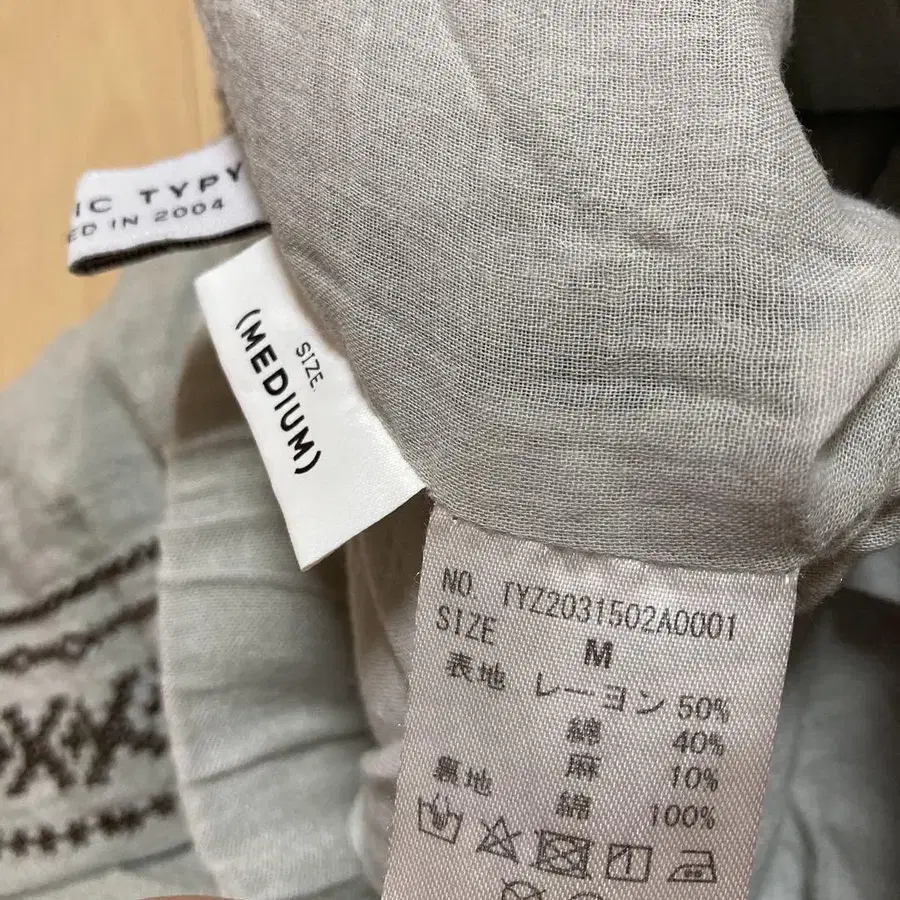 IC TYPY
ED IN 2004
SIZE.
(MEDIUM)
NO. TYZ2031502A0001
SIZE M
表地 レーヨン 50%
綿 40%
麻 10%
裏地 綿 100%